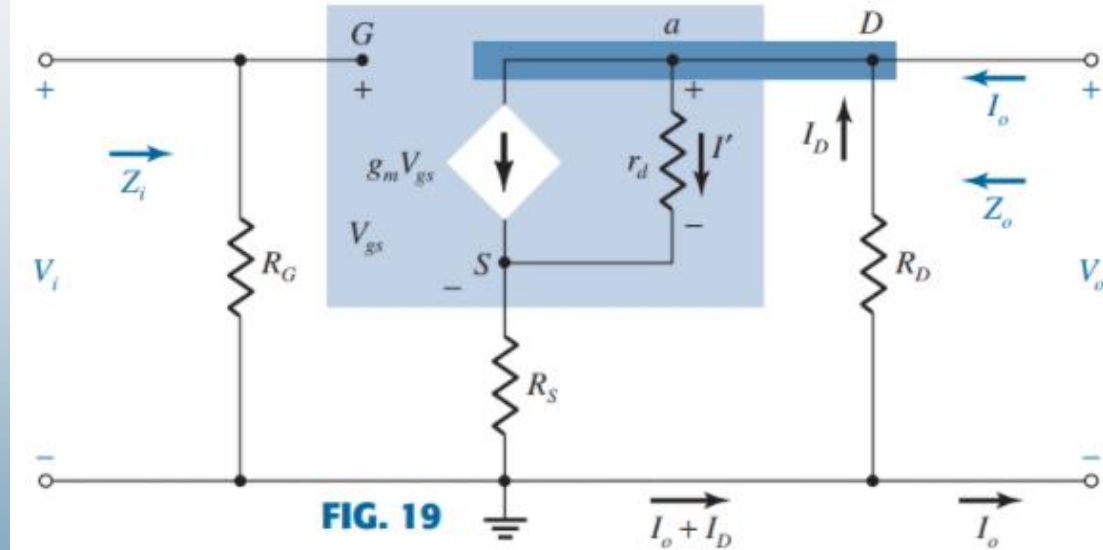 G a D
+ + + I_o +
Z_i g_m V_gs r_d I' I_D Z_o
V_i R_G V_gs S − − R_D V_o
R_S
− −
FIG. 19 I_o + I_D I_o